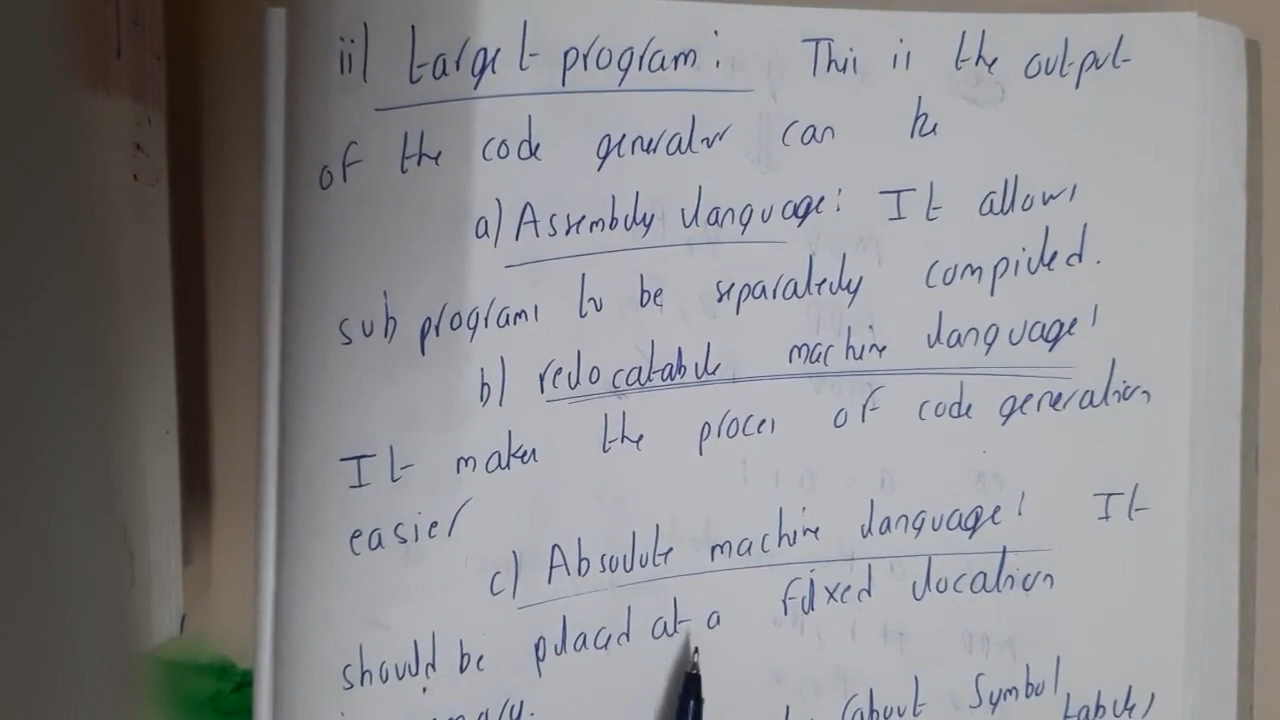 ii) target program: This is the output
of the code generator can be
a) Assembly language: It allows
sub programs to be separately compiled.
b) relocatable machine language:
It makes the process of code generation
easier
c) Absolute machine language: It
should be placed at a fixed location
(about Symbol tables)